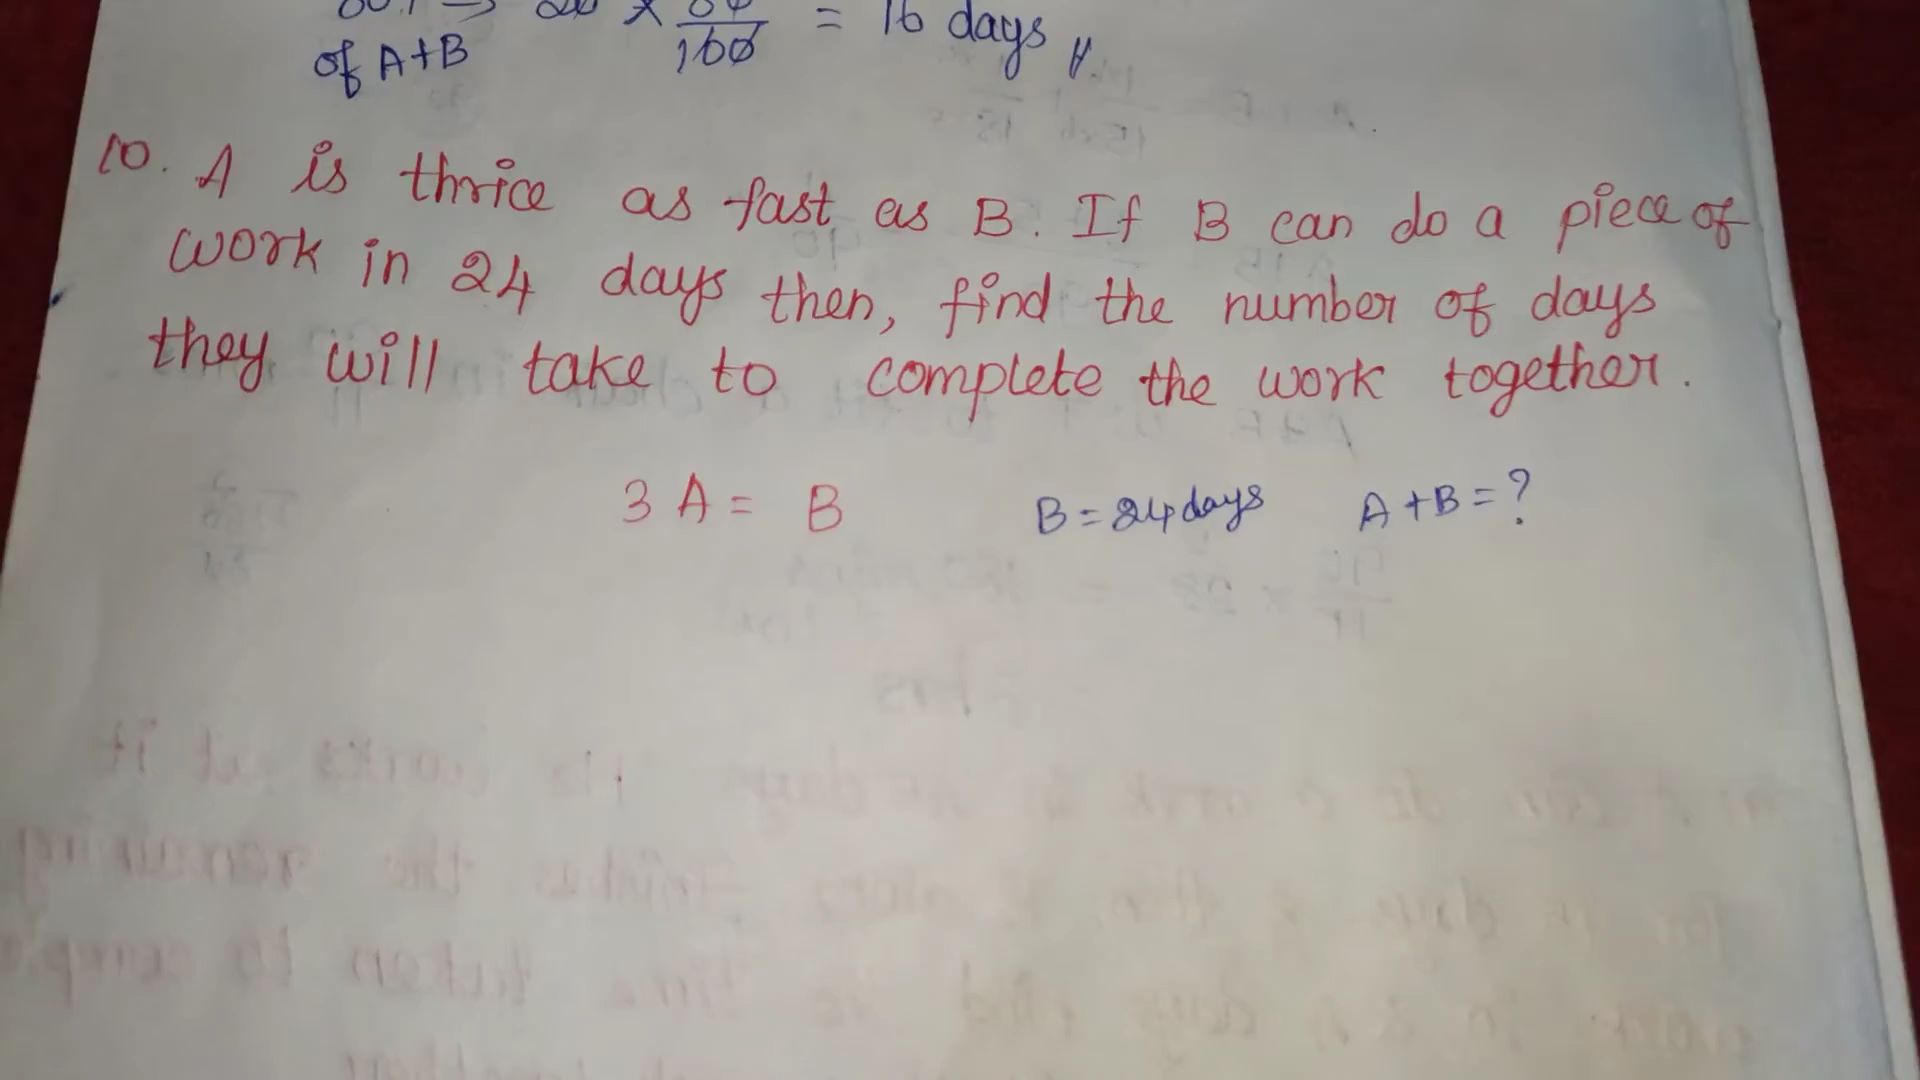 = 16 days
of A+B 100
10. A is thrice as fast as B. If B can do a piece of
work in 24 days then, find the number of days
they will take to complete the work together.
3 A = B B = 24 days A + B = ?